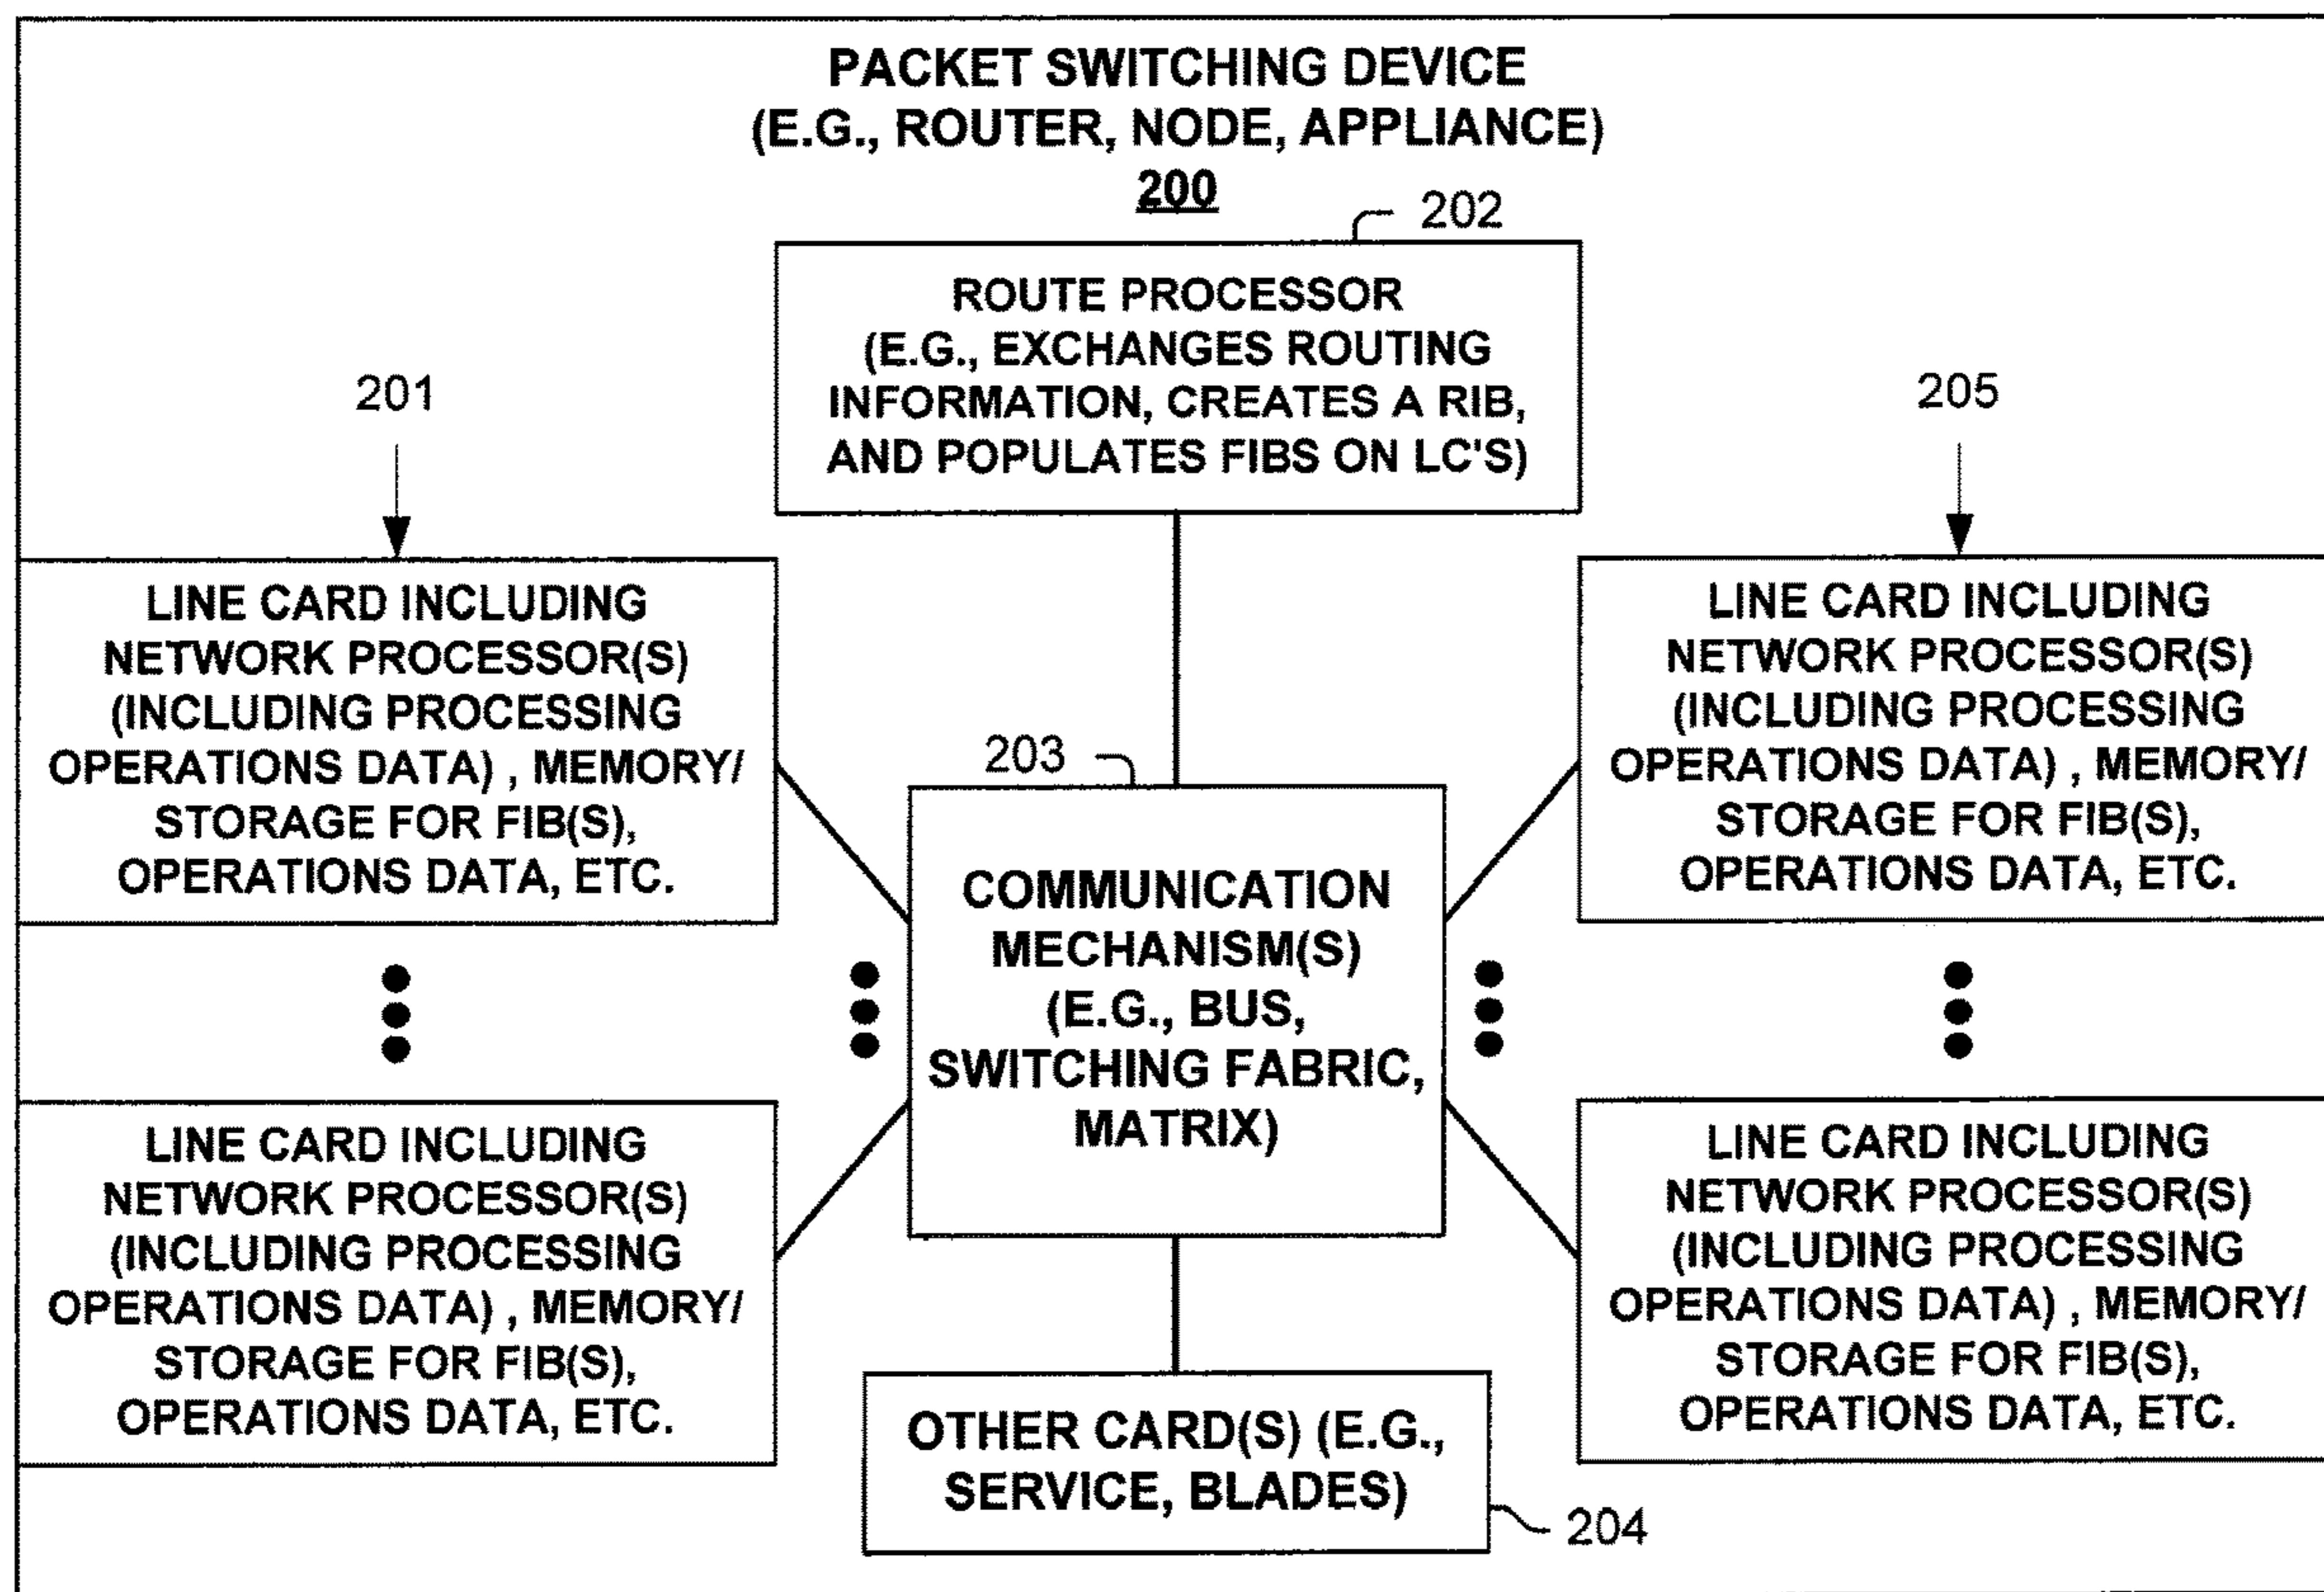 PACKET SWITCHING DEVICE
(E.G., ROUTER, NODE, APPLIANCE)
200
202
ROUTE PROCESSOR
(E.G., EXCHANGES ROUTING
INFORMATION, CREATES A RIB,
AND POPULATES FIBS ON LC'S)
201
LINE CARD INCLUDING
NETWORK PROCESSOR(S)
(INCLUDING PROCESSING
OPERATIONS DATA) , MEMORY/
STORAGE FOR FIB(S),
OPERATIONS DATA, ETC.
205
LINE CARD INCLUDING
NETWORK PROCESSOR(S)
(INCLUDING PROCESSING
OPERATIONS DATA) , MEMORY/
STORAGE FOR FIB(S),
OPERATIONS DATA, ETC.
203
COMMUNICATION
MECHANISM(S)
(E.G., BUS,
SWITCHING FABRIC,
MATRIX)
LINE CARD INCLUDING
NETWORK PROCESSOR(S)
(INCLUDING PROCESSING
OPERATIONS DATA) , MEMORY/
STORAGE FOR FIB(S),
OPERATIONS DATA, ETC.
LINE CARD INCLUDING
NETWORK PROCESSOR(S)
(INCLUDING PROCESSING
OPERATIONS DATA) , MEMORY/
STORAGE FOR FIB(S),
OPERATIONS DATA, ETC.
OTHER CARD(S) (E.G.,
SERVICE, BLADES)
204